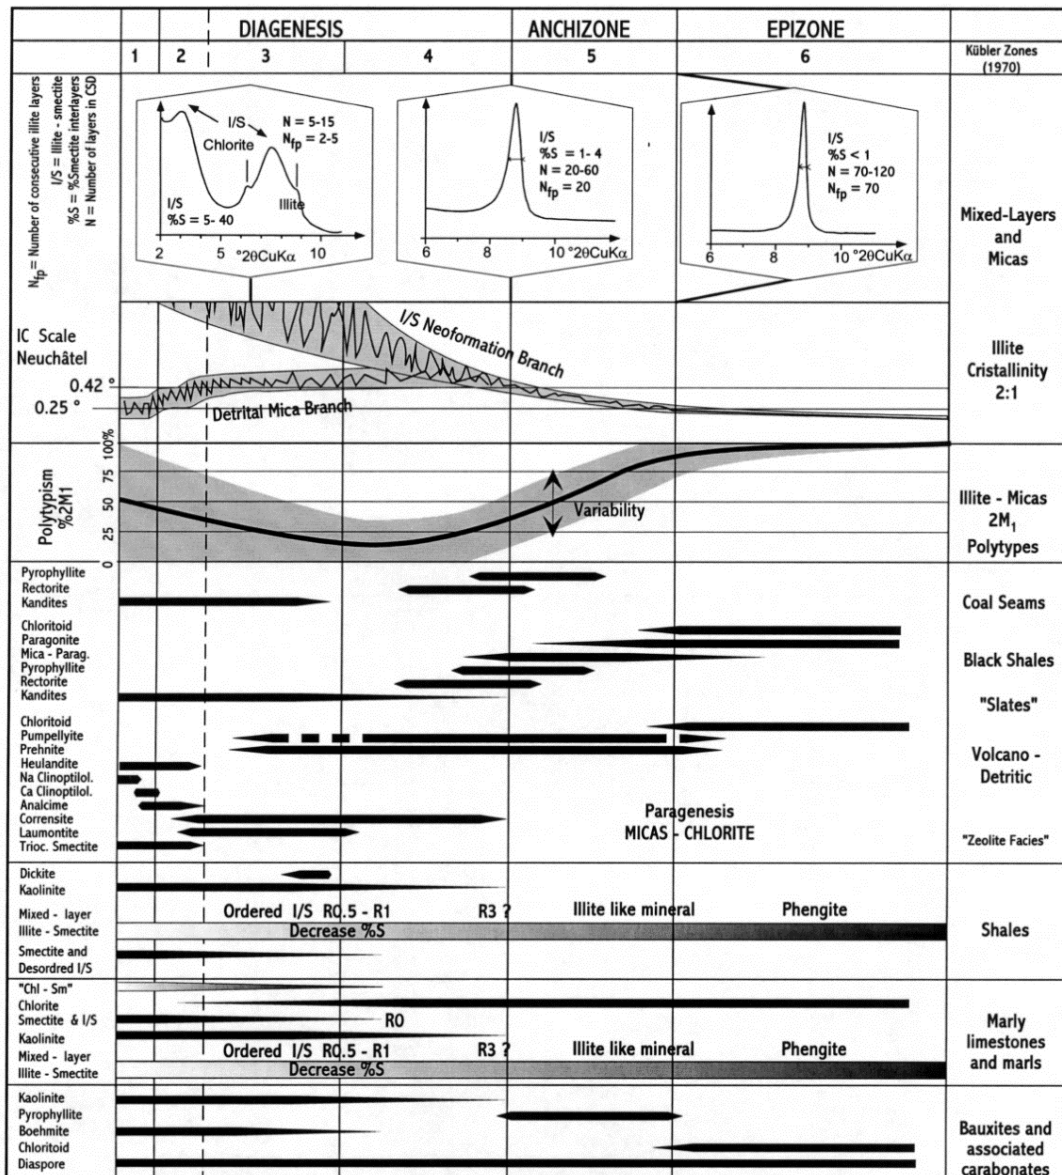 DIAGENESIS ANCHIZONE EPIZONE
1 2 3 4 5 6 Kübler Zones
(1970)
Nfp = Number of consecutive illite layers
I/S = Illite - smectite
%S = %Smectite interlayers
N = Number of layers in CSD
I/S
Chlorite
N = 5-15
Nfp = 2-5
Illite
I/S
%S = 5- 40
2 5 10
°2θCuKα
I/S
%S = 1- 4
N = 20-60
Nfp = 20
6 8 10 °2θCuKα
I/S
%S < 1
N = 70-120
Nfp = 70
6 8 10 °2θCuKα
Mixed-Layers
and
Micas
IC Scale
Neuchâtel
0.42 °
0.25 °
I/S Neoformation Branch
Detrital Mica Branch
Illite
Cristallinity
2:1
Polytypism
%2M1
100%
75
50
25
0
Variability
Illite - Micas
2M1
Polytypes
Pyrophyllite
Rectorite
Kandites
Coal Seams
Chloritoid
Paragonite
Mica - Parag.
Pyrophyllite
Rectorite
Kandites
Black Shales
"Slates"
Chloritoid
Pumpellyite
Prehnite
Heulandite
Na Clinoptilol.
Ca Clinoptilol.
Analcime
Corrensite
Laumontite
Trioc. Smectite
Paragenesis
MICAS - CHLORITE
Volcano -
Detritic
"Zeolite Facies"
Dickite
Kaolinite
Mixed - layer
Illite - Smectite
Smectite and
Desordred I/S
Ordered I/S R0.5 - R1 R3 ? Illite like mineral Phengite
Decrease %S
Shales
"Chl - Sm"
Chlorite
Smectite & I/S
R0
Kaolinite
Mixed - layer
Illite - Smectite
Ordered I/S R0.5 - R1 R3 ? Illite like mineral Phengite
Decrease %S
Marly
limestones
and marls
Kaolinite
Pyrophyllite
Boehmite
Chloritoid
Diaspore
Bauxites and
associated
carabonates